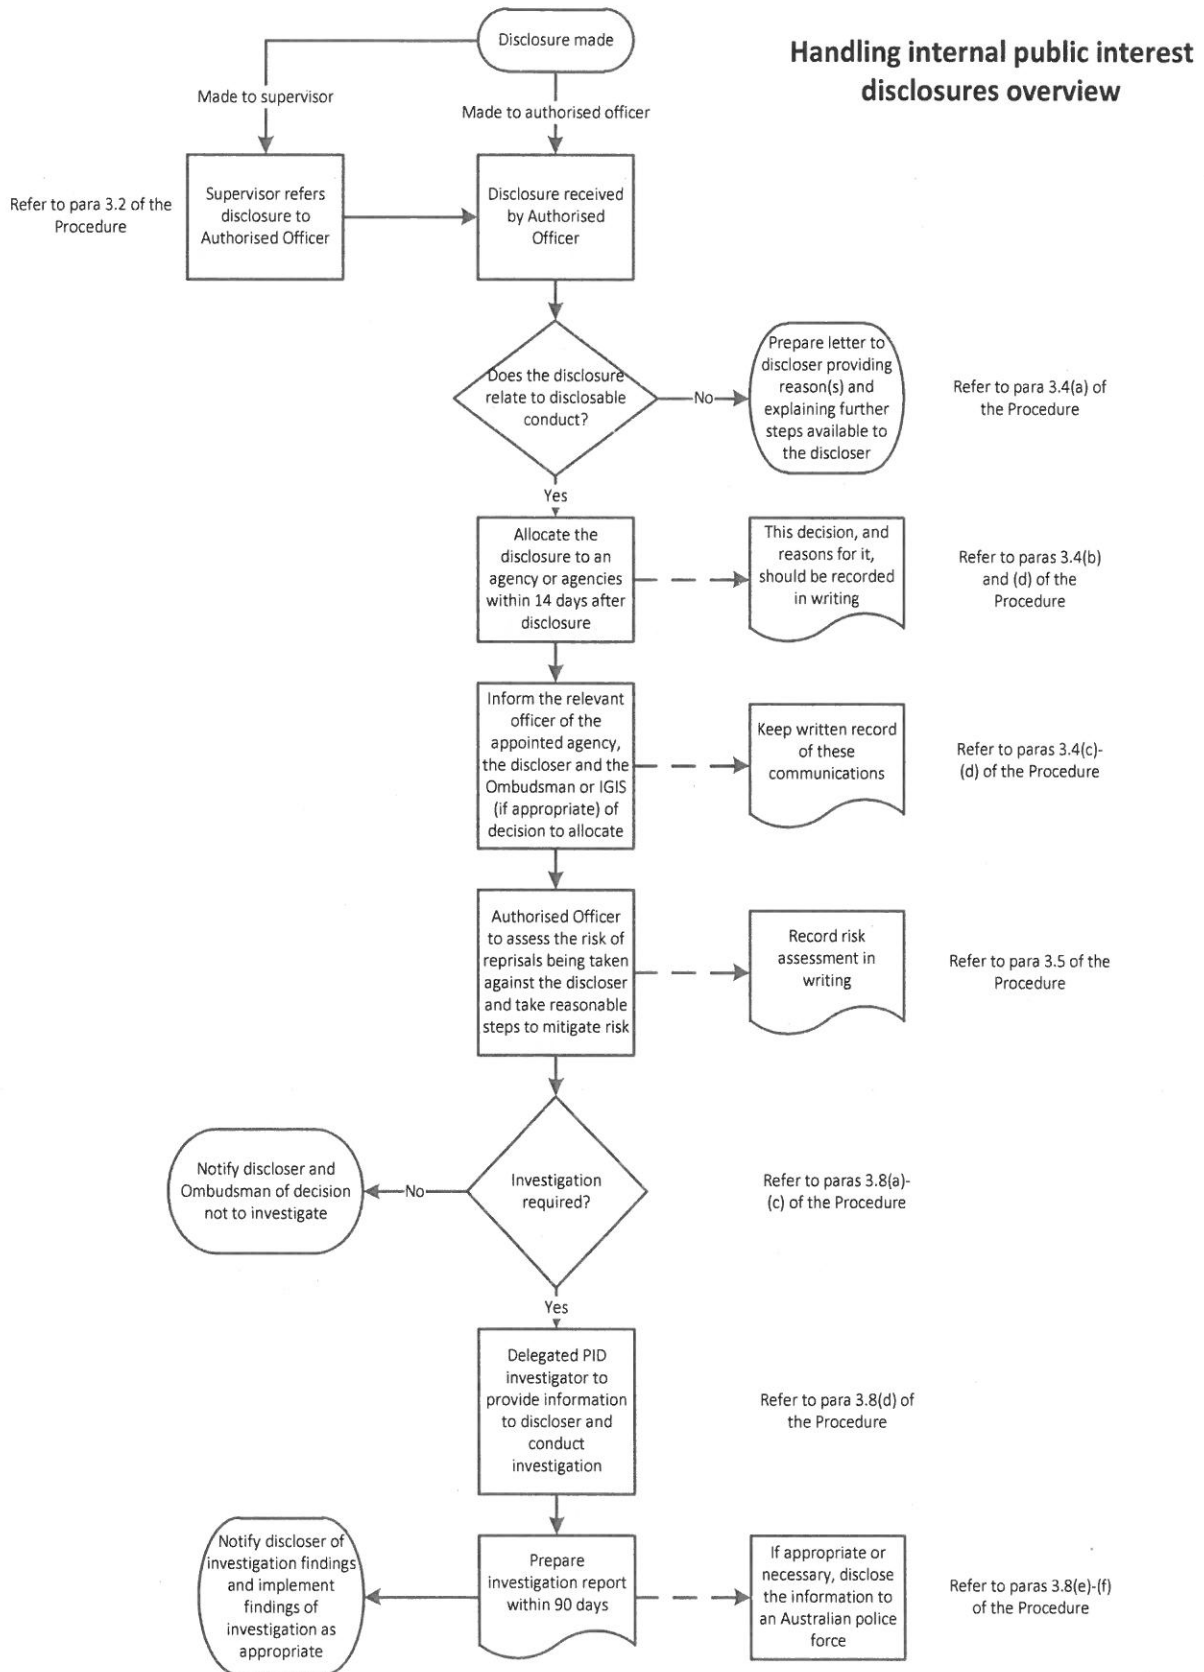 Handling internal public interest
disclosures overview
Disclosure made
Made to supervisor
Made to authorised officer
Refer to para 3.2 of the
Procedure
Supervisor refers
disclosure to
Authorised Officer
Disclosure received
by Authorised
Officer
Does the disclosure
relate to disclosable
conduct?
No
Prepare letter to
discloser providing
reason(s) and
explaining further
steps available to
the discloser
Refer to para 3.4(a) of
the Procedure
Yes
Allocate the
disclosure to an
agency or agencies
within 14 days after
disclosure
This decision, and
reasons for it,
should be recorded
in writing
Refer to paras 3.4(b)
and (d) of the
Procedure
Inform the relevant
officer of the
appointed agency,
the discloser and the
Ombudsman or IGIS
(if appropriate) of
decision to allocate
Keep written record
of these
communications
Refer to paras 3.4(c)-
(d) of the Procedure
Authorised Officer
to assess the risk of
reprisals being taken
against the discloser
and take reasonable
steps to mitigate risk
Record risk
assessment in
writing
Refer to para 3.5 of the
Procedure
Notify discloser and
Ombudsman of decision
not to investigate
No
Investigation
required?
Refer to paras 3.8(a)-
(c) of the Procedure
Yes
Delegated PID
investigator to
provide information
to discloser and
conduct
investigation
Refer to para 3.8(d) of
the Procedure
Notify discloser of
investigation findings
and implement
findings of
investigation as
appropriate
Prepare
investigation report
within 90 days
If appropriate or
necessary, disclose
the information to
an Australian police
force
Refer to paras 3.8(e)-(f)
of the Procedure